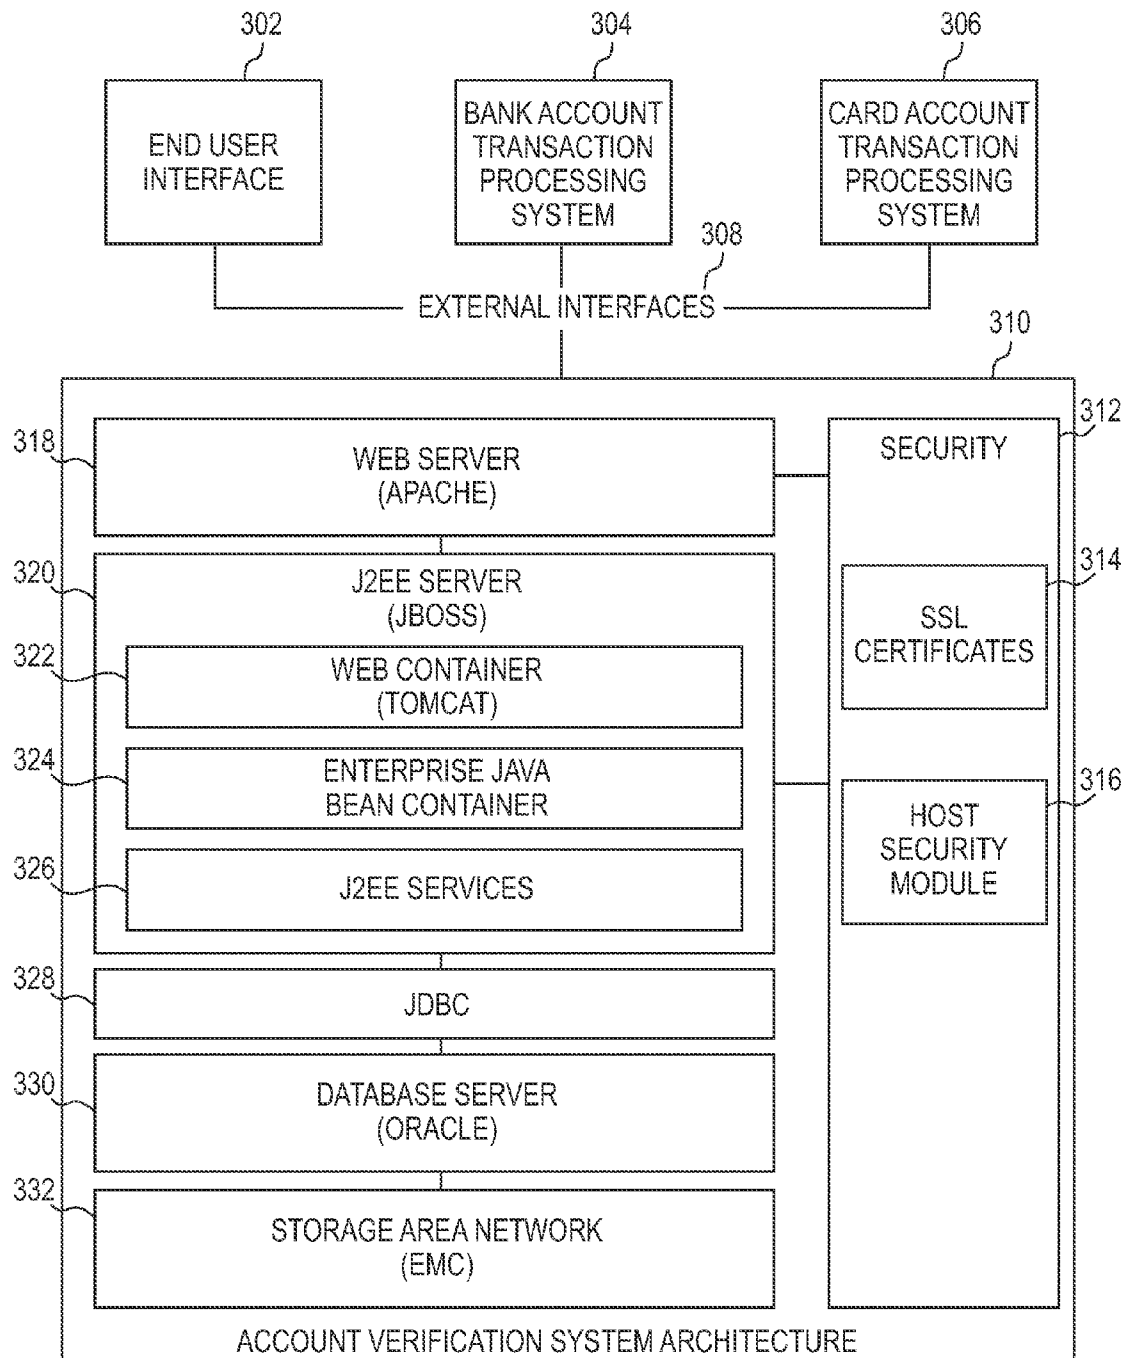 302
304
306
END USER
INTERFACE
BANK ACCOUNT
TRANSACTION
PROCESSING
SYSTEM
CARD ACCOUNT
TRANSACTION
PROCESSING
SYSTEM
308
EXTERNAL INTERFACES
310
312
318
WEB SERVER
(APACHE)
SECURITY
320
J2EE SERVER
(JBOSS)
314
SSL
CERTIFICATES
322
WEB CONTAINER
(TOMCAT)
324
ENTERPRISE JAVA
BEAN CONTAINER
316
HOST
SECURITY
MODULE
326
J2EE SERVICES
328
JDBC
330
DATABASE SERVER
(ORACLE)
332
STORAGE AREA NETWORK
(EMC)
ACCOUNT VERIFICATION SYSTEM ARCHITECTURE